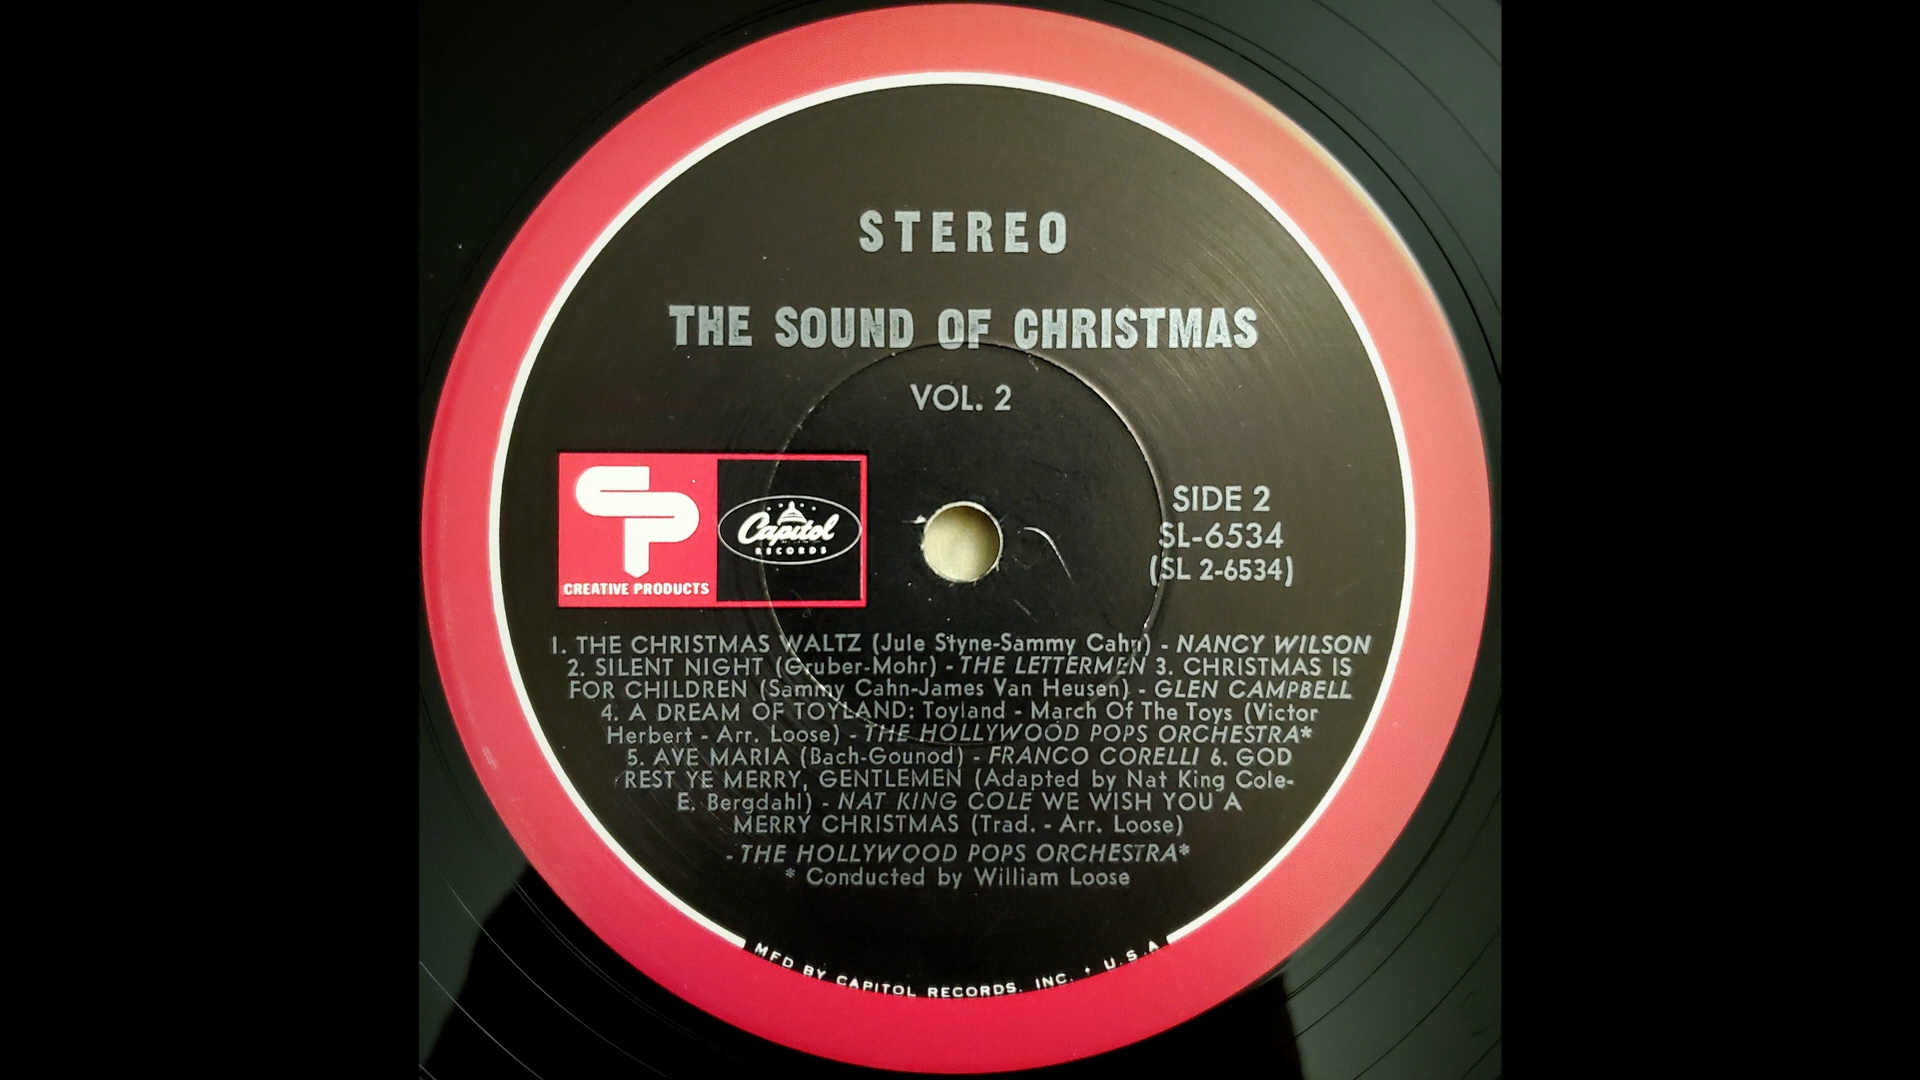 STEREO
THE SOUND OF CHRISTMAS
VOL. 2
CP
CREATIVE PRODUCTS
Capitol
RECORDS
SIDE 2
SL-6534
(SL 2-6534)
1. THE CHRISTMAS WALTZ (Jule Styne-Sammy Cahn) - NANCY WILSON
2. SILENT NIGHT (Gruber-Mohr) - THE LETTERMEN 3. CHRISTMAS IS
FOR CHILDREN (Sammy Cahn-James Van Heusen) - GLEN CAMPBELL
4. A DREAM OF TOYLAND: Toyland - March Of The Toys (Victor
Herbert - Arr. Loose) - THE HOLLYWOOD POPS ORCHESTRA*
5. AVE MARIA (Bach-Gounod) - FRANCO CORELLI 6. GOD
REST YE MERRY, GENTLEMEN (Adapted by Nat King Cole-
E. Bergdahl) - NAT KING COLE WE WISH YOU A
MERRY CHRISTMAS (Trad. - Arr. Loose)
- THE HOLLYWOOD POPS ORCHESTRA*
* Conducted by William Loose
MFD BY CAPITOL RECORDS, INC. • U.S.A